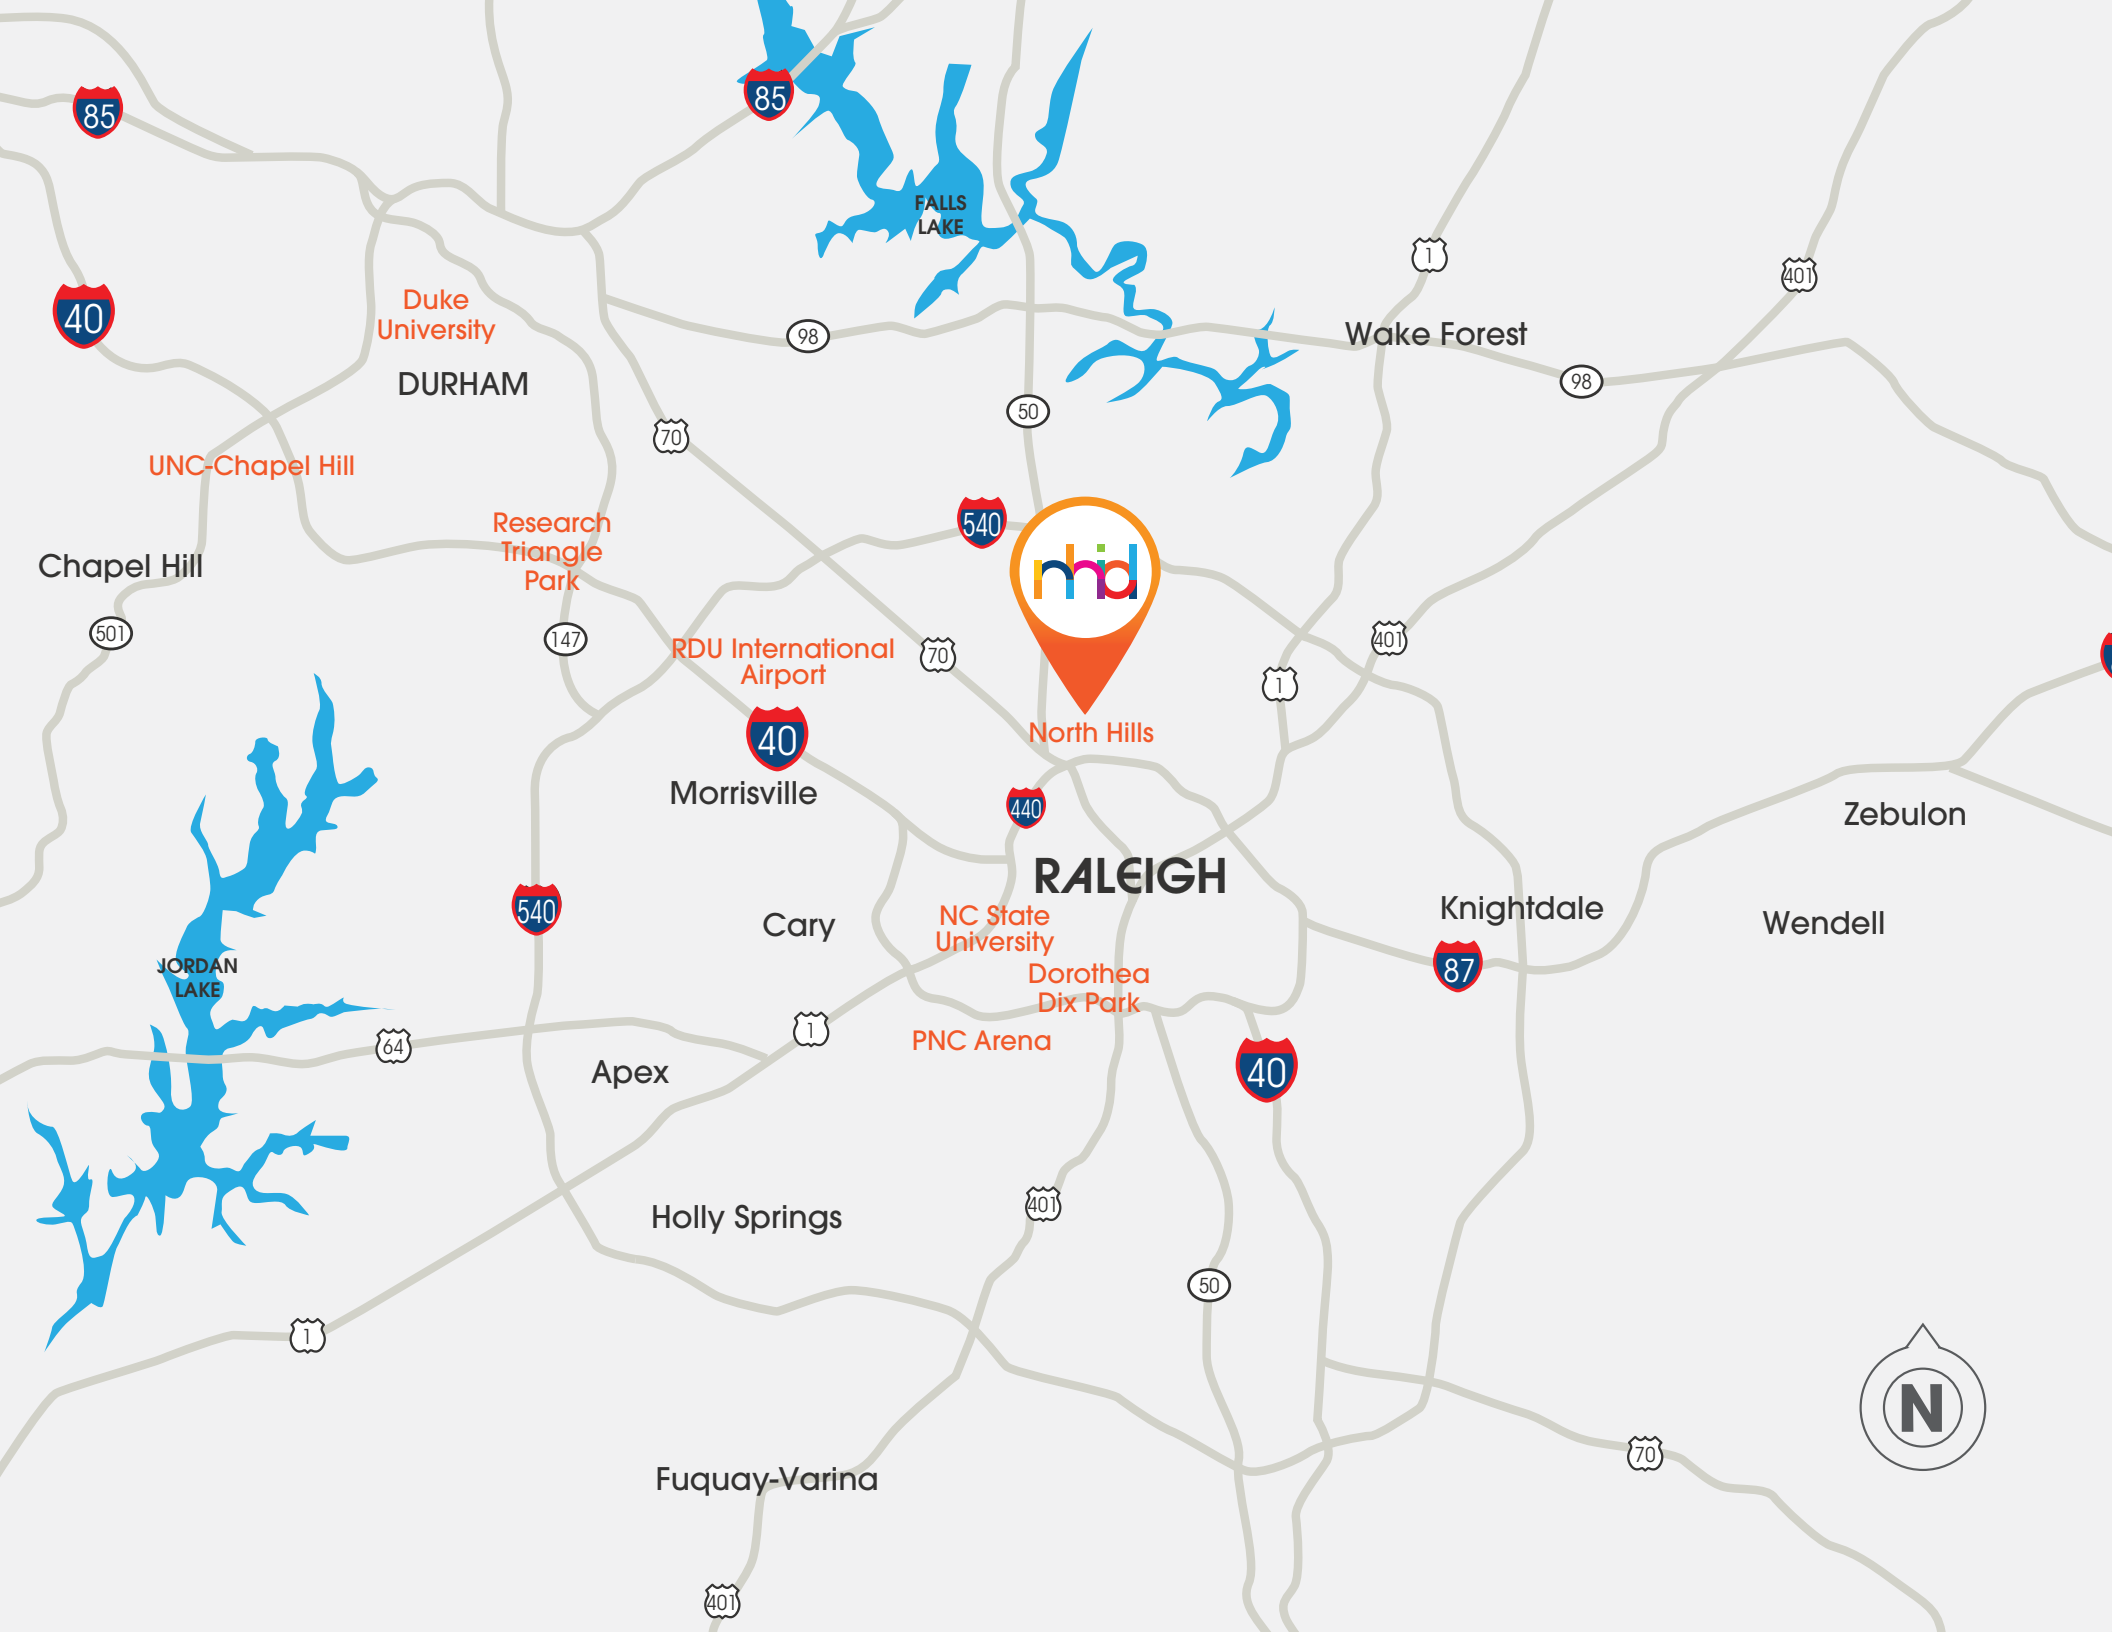 85
85
FALLS
LAKE
1
401
40
Duke
University
98
Wake Forest
DURHAM
98
50
70
UNC-Chapel Hill
540
Research
Triangle
Park
Chapel Hill
nhid
501
147
401
RDU International
Airport
70
1
North Hills
40
Morrisville
440
Zebulon
RALEIGH
540
Cary
NC State
University
Knightdale
Wendell
JORDAN
LAKE
87
Dorothea
Dix Park
1
PNC Arena
64
Apex
40
401
Holly Springs
50
1
N
70
Fuquay-Varina
401